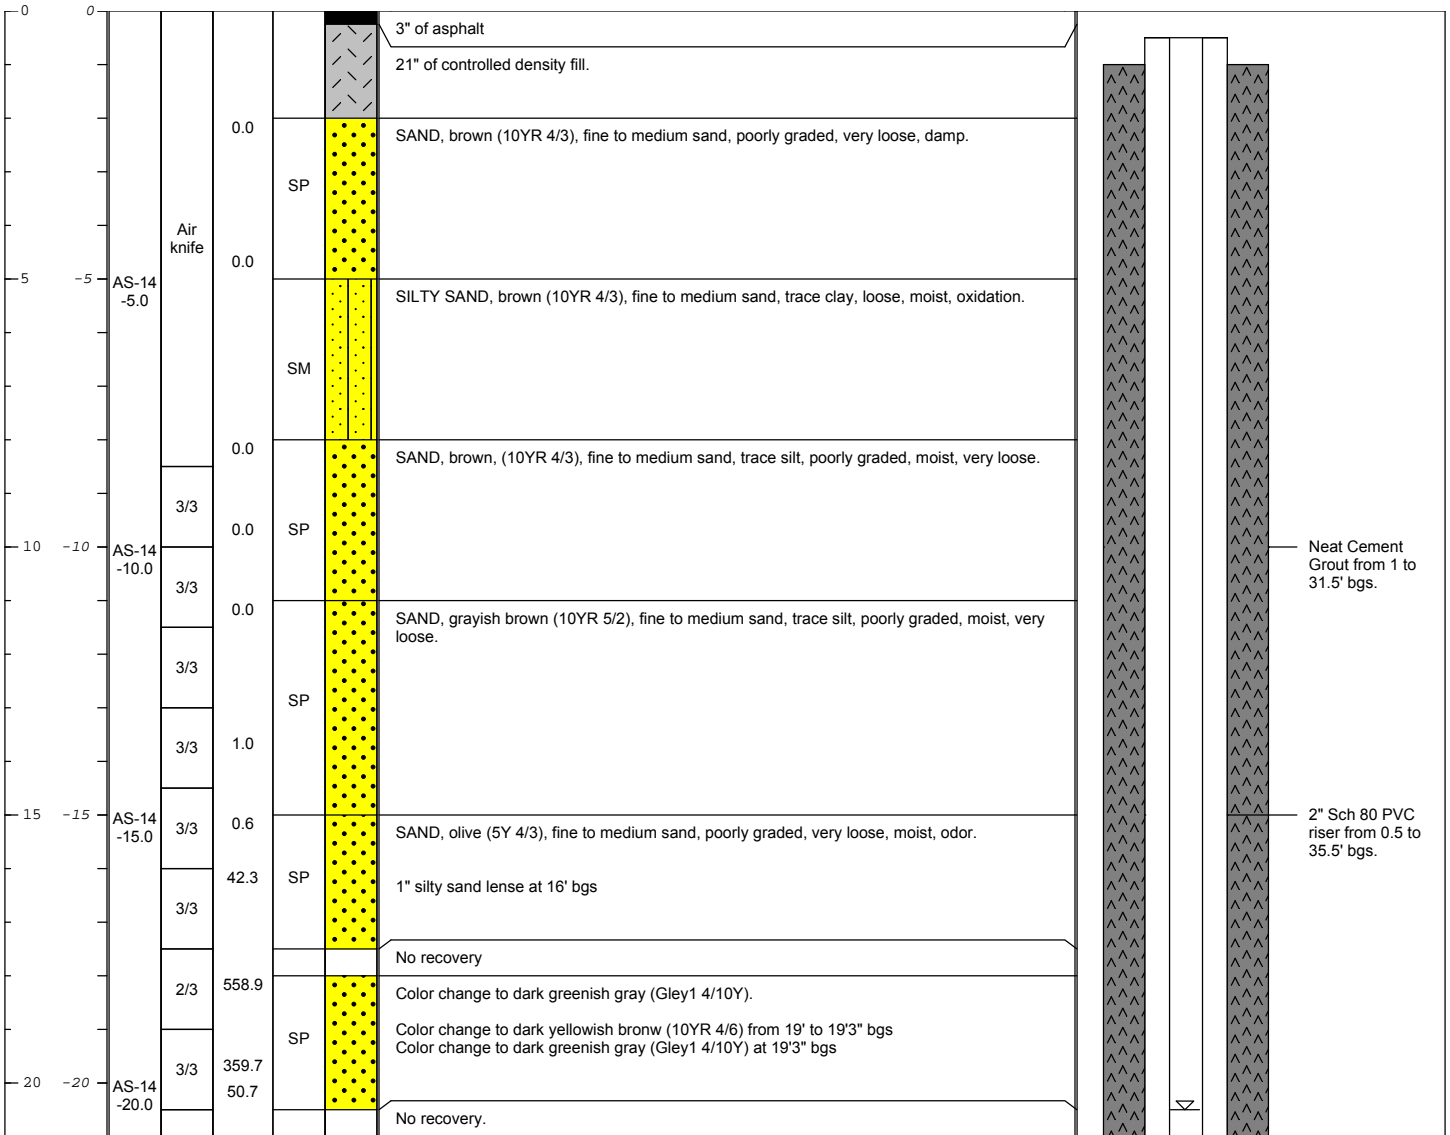 0 0
3" of asphalt
21" of controlled density fill.
0.0
SAND, brown (10YR 4/3), fine to medium sand, poorly graded, very loose, damp.
SP
Air
knife
0.0
5 -5
AS-14
-5.0
SILTY SAND, brown (10YR 4/3), fine to medium sand, trace clay, loose, moist, oxidation.
SM
0.0
SAND, brown, (10YR 4/3), fine to medium sand, trace silt, poorly graded, moist, very loose.
3/3
0.0
SP
10 -10
AS-14
-10.0
Neat Cement
Grout from 1 to
31.5' bgs.
3/3
0.0
SAND, grayish brown (10YR 5/2), fine to medium sand, trace silt, poorly graded, moist, very
loose.
3/3
SP
3/3
1.0
15 -15
AS-14
-15.0
3/3
0.6
SAND, olive (5Y 4/3), fine to medium sand, poorly graded, very loose, moist, odor.
2" Sch 80 PVC
riser from 0.5 to
35.5' bgs.
42.3
SP
1" silty sand lense at 16' bgs
3/3
No recovery
2/3
558.9
Color change to dark greenish gray (Gley1 4/10Y).
SP
Color change to dark yellowish bronw (10YR 4/6) from 19' to 19'3" bgs
Color change to dark greenish gray (Gley1 4/10Y) at 19'3" bgs
3/3
359.7
50.7
20 -20
AS-14
-20.0
No recovery.